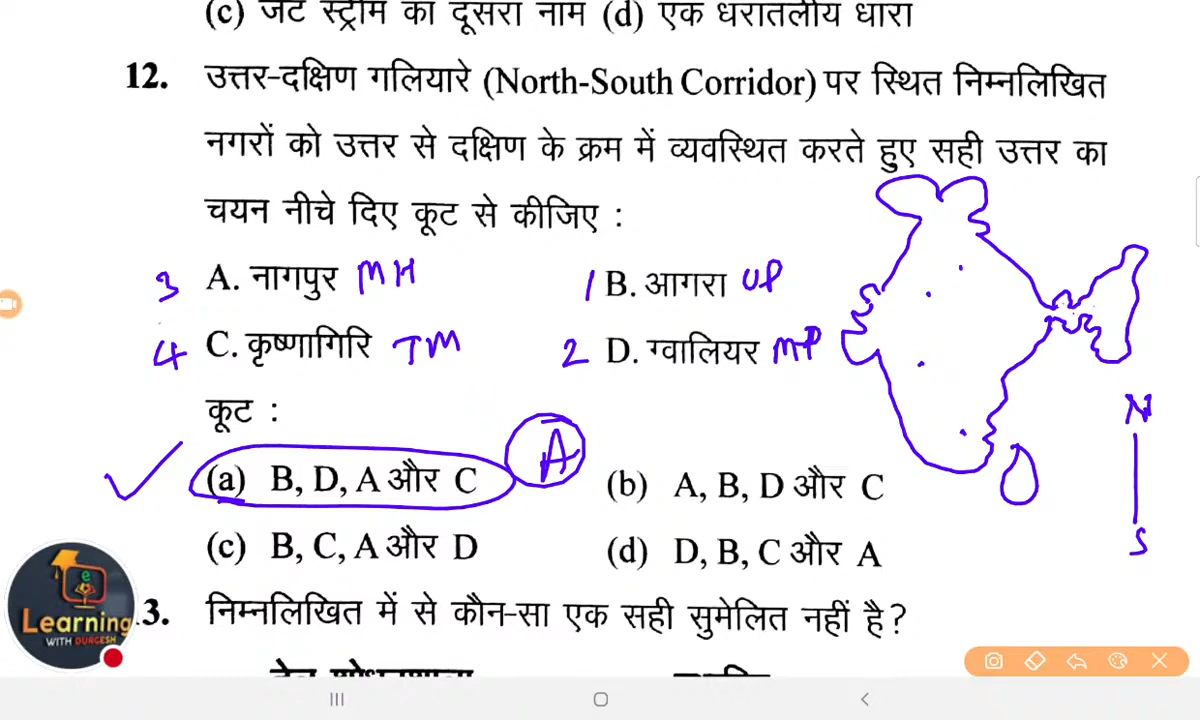 (c) जेट स्ट्रीम का दूसरा नाम (d) एक धरातलीय धारा
12. उत्तर-दक्षिण गलियारे (North-South Corridor) पर स्थित निम्नलिखित
नगरों को उत्तर से दक्षिण के क्रम में व्यवस्थित करते हुए सही उत्तर का
चयन नीचे दिए कूट से कीजिए :
3 A. नागपुर MH 1 B. आगरा UP
4 C. कृष्णागिरि TM 2 D. ग्वालियर MP
कूट :
N
A
(a) B, D, A और C (b) A, B, D और C
S
(c) B, C, A और D (d) D, B, C और A
e
Learning
WITH DURGESH
3. निम्नलिखित में से कौन-सा एक सही सुमेलित नहीं है?